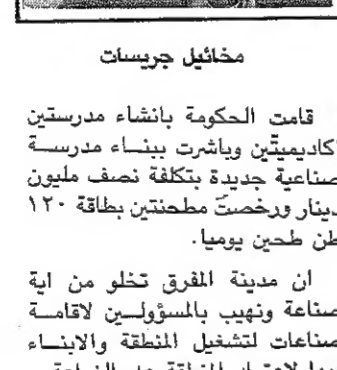 مخائيل جريسات
قامت الحكومة بانشاء مدرستين
اكاديميتين وباشرت ببناء مدرسة
صناعية جديدة بتكلفة نصف مليون
دينار ورخصت مطحنتين بطاقة ١٢٠
طن طحين يوميا.
ان مدينة المفرق تخلو من اية
صناعة ونهيب بالمسؤولين لاقامة
صناعات لتشغيل المنطقة والابناء